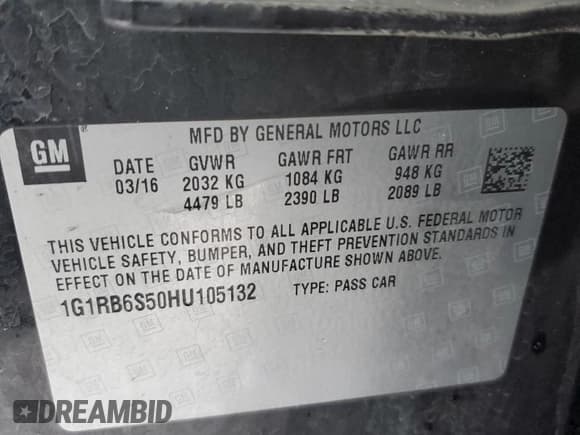 GM
MFD BY GENERAL MOTORS LLC
DATE GVWR GAWR FRT GAWR RR
03/16 2032 KG 1084 KG 948 KG
4479 LB 2390 LB 2089 LB
THIS VEHICLE CONFORMS TO ALL APPLICABLE U.S. FEDERAL MOTOR
VEHICLE SAFETY, BUMPER, AND THEFT PREVENTION STANDARDS IN
EFFECT ON THE DATE OF MANUFACTURE SHOWN ABOVE.
1G1RB6S50HU105132 TYPE: PASS CAR
DREAMBID